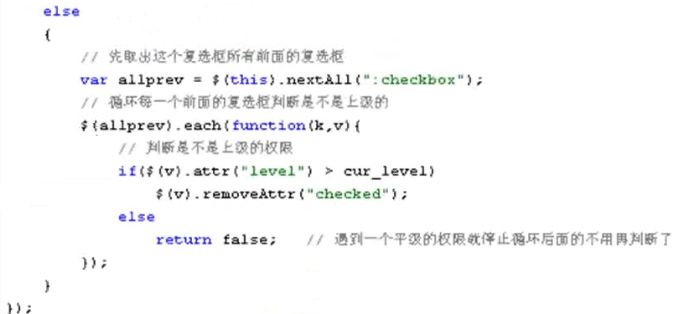 else
{
// 先取出这个复选框所有前面的复选框
var allprev = $(this).nextAll(":checkbox");
// 循环每一个前面的复选框判断是不是上级的
$(allprev).each(function(k,v){
// 判断是不是上级的权限
if($(v).attr("level") > cur_level)
$(v).removeAttr("checked");
else
return false;   // 遇到一个平级的权限就停止循环后面的不用再判断了
});
}
});